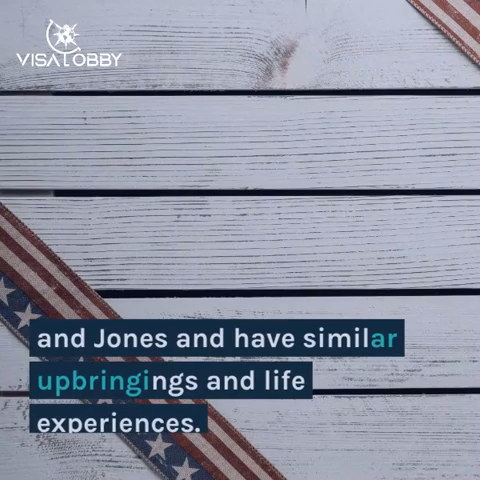 VISALOBBY
and Jones and have similar
upbringings and life
experiences.